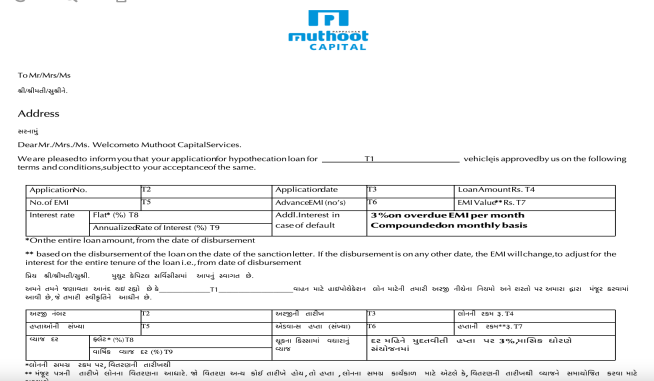 muthoot
CAPITAL
To Mr/Mrs/Ms
શ્રી/શ્રીમતી/સુશ્રીને.
Address
સરનામું
Dear Mr./Mrs./Ms. Welcome to Muthoot Capital Services.
We are pleased to inform you that your application for hypothecation loan for ____T1____ vehicle is approved by us on the following
terms and conditions, subject to your acceptance of the same.
Application No. T2 Application date T3 Loan Amount Rs. T4
No. of EMI T5 Advance EMI (no's) T6 EMI Value** Rs. T7
Interest rate Flat* (%) T8 Addl. Interest in 3% on overdue EMI per month
Annualized Rate of Interest (%) T9 case of default Compounded on monthly basis
*On the entire loan amount, from the date of disbursement
** based on the disbursement of the loan on the date of the sanction letter. If the disbursement is on any other date, the EMI will change, to adjust for the
interest for the entire tenure of the loan i.e., from date of disbursement
પ્રિય શ્રી/શ્રીમતી/સુશ્રી. મુથુટ કેપિટલ સર્વિસીસમાં આપનું સ્વાગત છે.
અમને તમને જણાવતા આનંદ થાઇ રહ્યો છે કે____T1____વાહન માટે હાઇપોથેકેશન લોન માટેની તમારી અરજી નીચેના નિયમો અને શરતો પર અમારા દ્વારા મંજૂર કરવામાં
આવી છે, જે તમારી સ્વીકૃતિને આધીન છે.
અરજી નંબર T2 અરજીની તારીખ T3 લોનની રકમ રૂ. T4
હપ્તાઓની સંખ્યા T5 એડવાન્સ હપ્તા (સંખ્યા) T6 હપ્તાની રકમ**રૂ. T7
વ્યાજ દર ફ્લેટ* (%) T8 ચૂકના કિસ્સામાં વધારાનું દર મહિને મુદતવીતી હપ્તા પર 3%,માસિક ધોરણે
વાર્ષિક વ્યાજ દર (%) T9 વ્યાજ સંયોજનમાં
*લોનની સમગ્ર રકમ પર, વિતરણની તારીખથી
** મંજૂર પત્રની તારીખે લોનના વિતરણના આધારે. જો વિતરણ અન્ય કોઈ તારીખે હોય, તો હપ્તા, લોનના સમગ્ર કાર્યકાળ માટે એટલે કે, વિતરણની તારીખથી વ્યાજને સમાયોજિત કરવા માટે